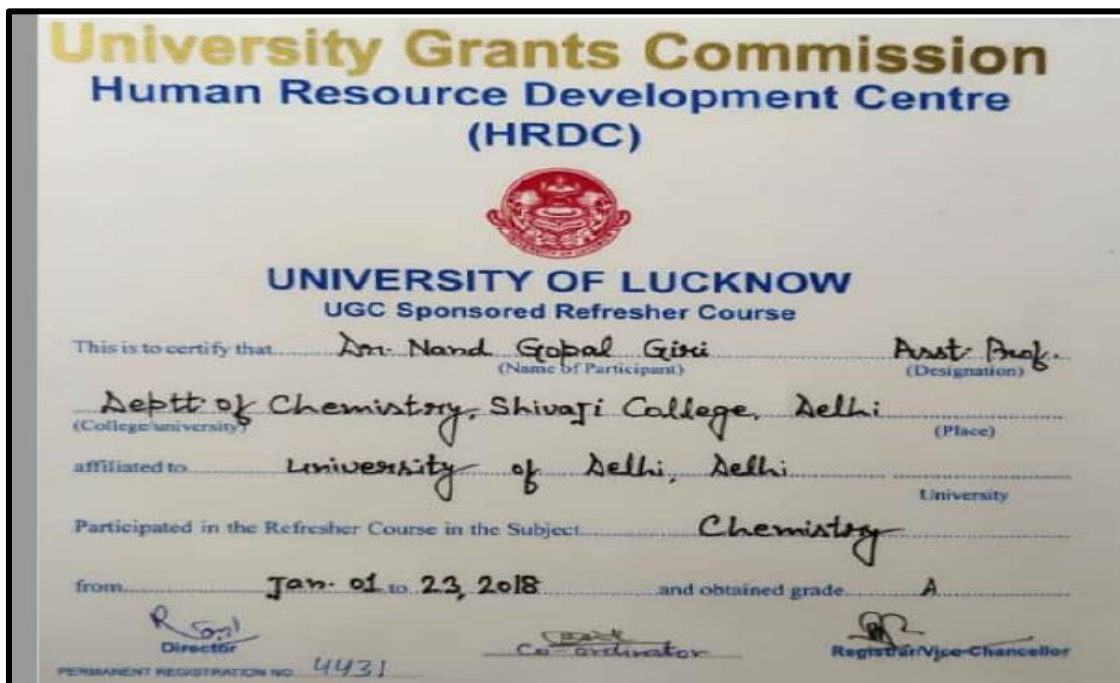 University Grants Commission
Human Resource Development Centre
(HRDC)
UNIVERSITY OF LUCKNOW
UGC Sponsored Refresher Course
This is to certify that Dr. Nand Gopal Giri Asst. Prof.
(Name of Participant) (Designation)
Deptt of Chemistry, Shivaji College, Delhi
(College/university) (Place)
affiliated to University of Delhi, Delhi
University
Participated in the Refresher Course in the Subject Chemistry
from Jan. 01 to 23, 2018 and obtained grade A
Director Co-ordinator Registrar/Vice-Chancellor
PERMANENT REGISTRATION NO. 4431